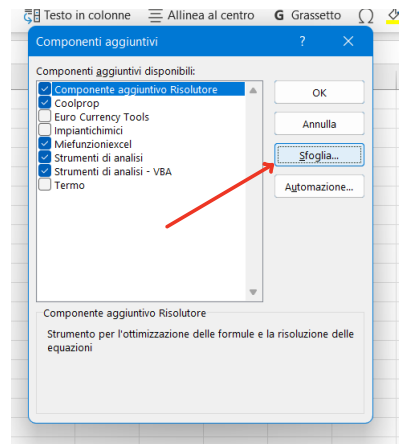 Testo in colonne Allinea al centro G Grassetto
Componenti aggiuntivi ?
Componenti aggiuntivi disponibili:
Componente aggiuntivo Risolutore
Coolprop
Euro Currency Tools
Impiantichimici
Miefunzioniexcel
Strumenti di analisi
Strumenti di analisi - VBA
Termo
OK
Annulla
Sfoglia...
Automazione...
Componente aggiuntivo Risolutore
Strumento per l'ottimizzazione delle formule e la risoluzione delle
equazioni